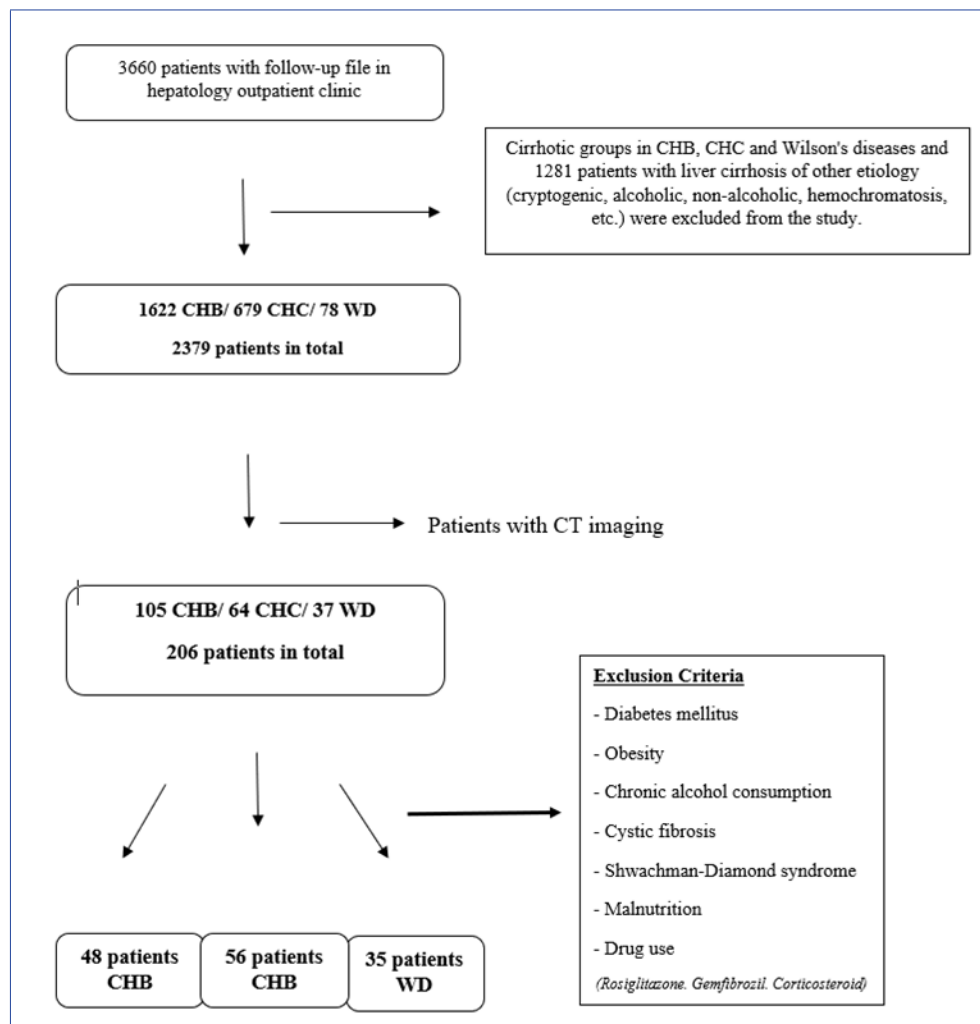 3660 patients with follow-up file in
hepatology outpatient clinic
Cirrhotic groups in CHB, CHC and Wilson's diseases and
1281 patients with liver cirrhosis of other etiology
(cryptogenic, alcoholic, non-alcoholic, hemochromatosis,
etc.) were excluded from the study.
1622 CHB/ 679 CHC/ 78 WD
2379 patients in total
Patients with CT imaging
105 CHB/ 64 CHC/ 37 WD
206 patients in total
Exclusion Criteria
- Diabetes mellitus
- Obesity
- Chronic alcohol consumption
- Cystic fibrosis
- Shwachman-Diamond syndrome
- Malnutrition
- Drug use
(Rosiglitazone. Gemfibrozil. Corticosteroid)
48 patients
CHB
56 patients
CHB
35 patients
WD